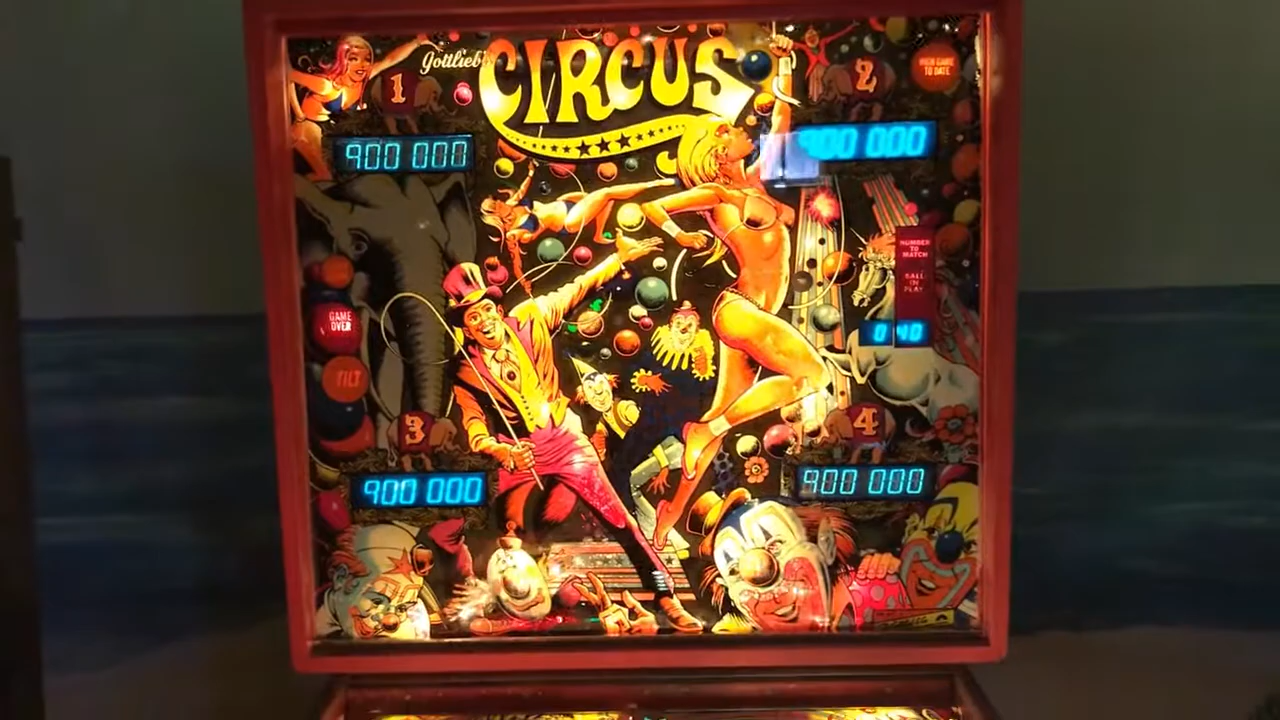 Gottlieb's
CIRCUS
1
2
HIGH GAME
TO DATE
900 000
900 000
NUMBER
TO
MATCH
BALL
IN
PLAY
GAME
OVER
0 40
TILT
3
4
900 000
900 000